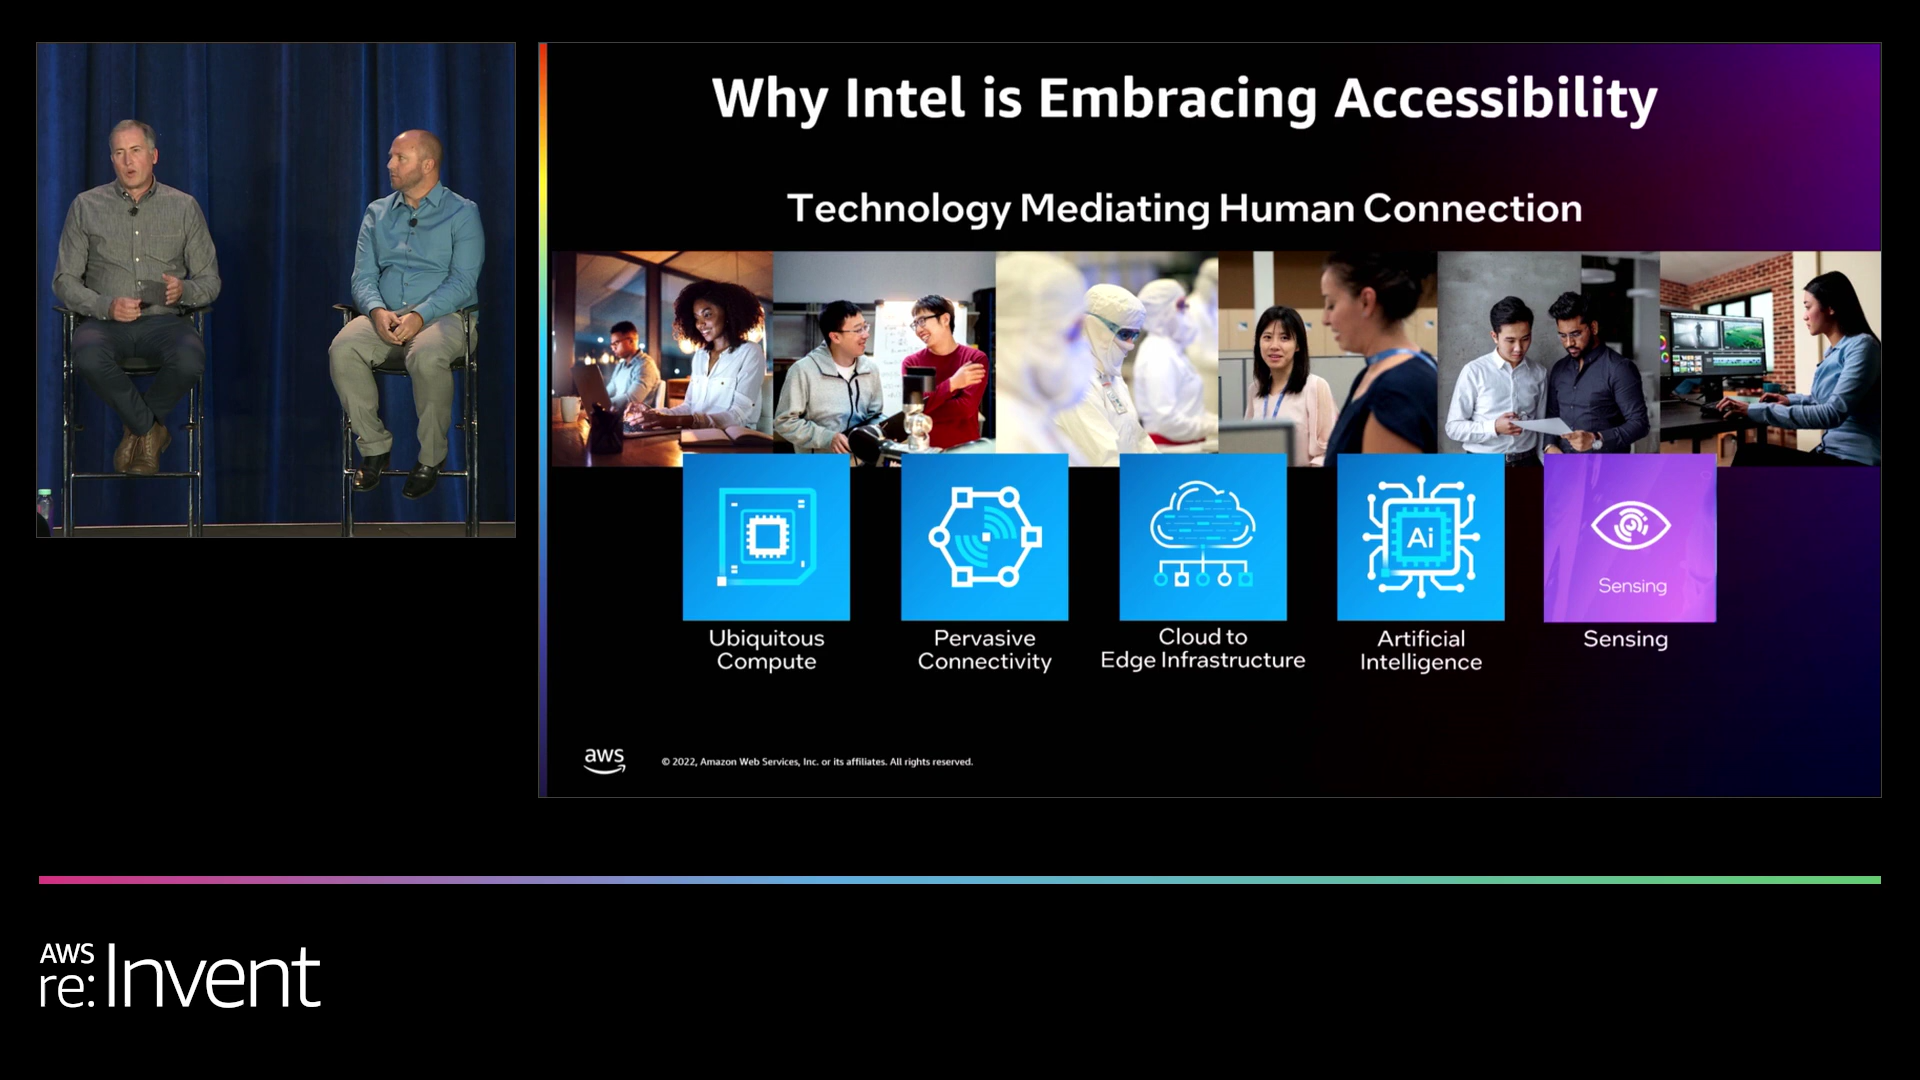 Why Intel is Embracing Accessibility
Technology Mediating Human Connection
Ai
Sensing
Ubiquitous
Compute
Pervasive
Connectivity
Cloud to
Edge Infrastructure
Artificial
Intelligence
Sensing
aws
© 2022, Amazon Web Services, Inc. or its affiliates. All rights reserved.
AWS
re:Invent